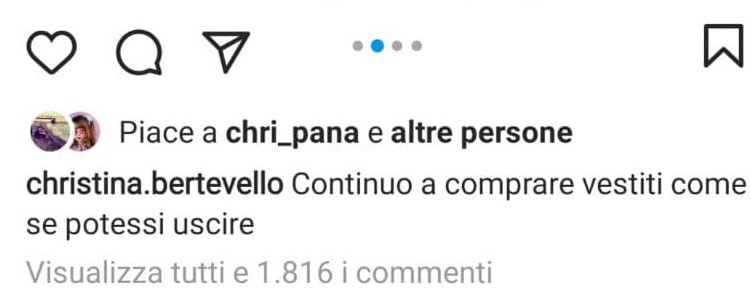 Piace a chri_pana e altre persone
christina.bertevello Continuo a comprare vestiti come
se potessi uscire
Visualizza tutti e 1.816 i commenti